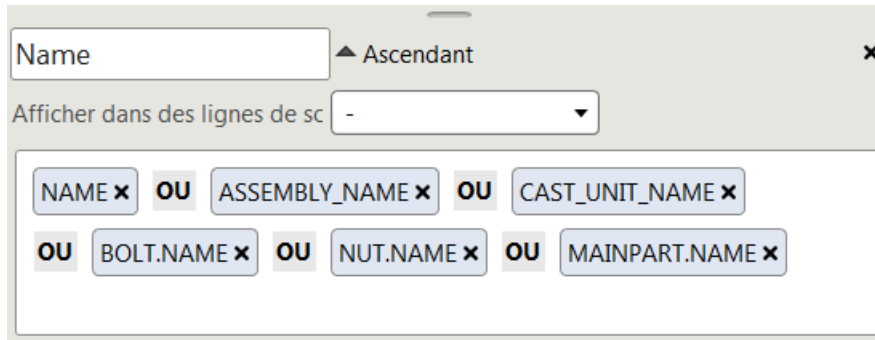 Name Ascendant
Afficher dans des lignes de sc -
NAME OU ASSEMBLY_NAME OU CAST_UNIT_NAME
OU BOLT.NAME OU NUT.NAME OU MAINPART.NAME